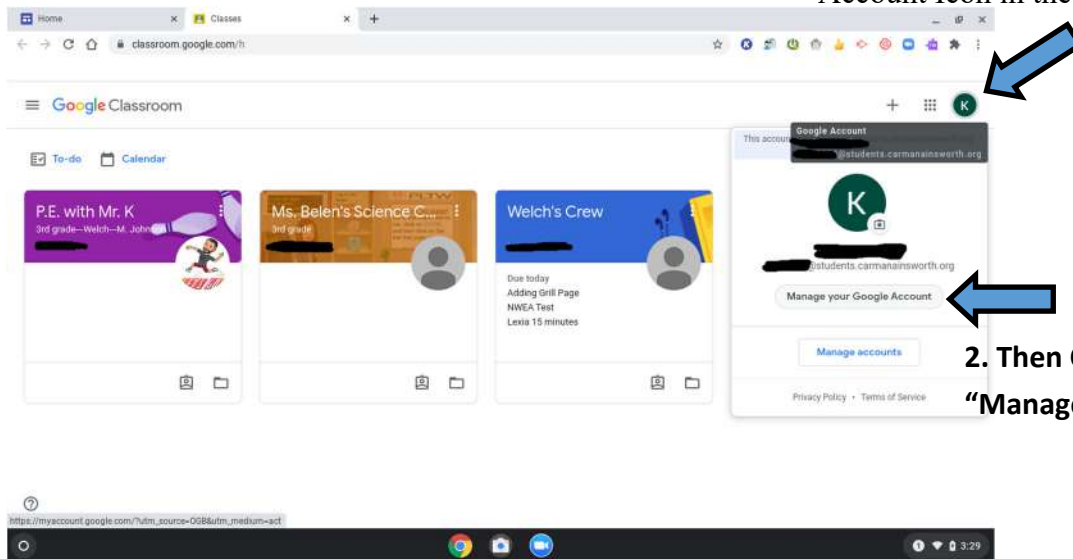 Account Icon in the
Home
Classes
classroom.google.com/h
Google Classroom
K
To-do
Calendar
This accoun
Google Account
@students.carmanainsworth.org
P.E. with Mr. K
3rd grade—Welch—M. Johnson
Ms. Belen's Science C...
3rd grade
PLTW
Welch's Crew
Due today
Adding Grill Page
NWEA Test
Lexia 15 minutes
K
@students.carmanainsworth.org
Manage your Google Account
Manage accounts
Privacy Policy • Terms of Service
2. Then
"Manage
https://myaccount.google.com/?utm_source=OGB&utm_medium=act
3:29